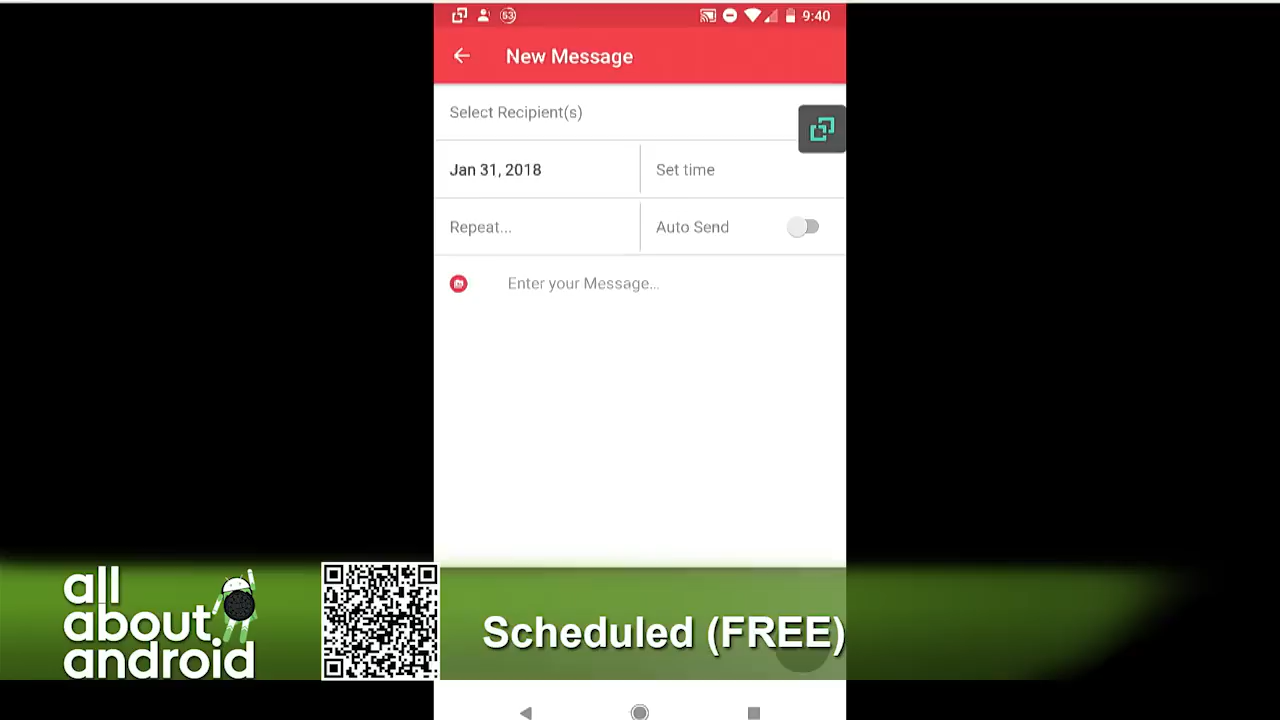 63
9:40
New Message
Select Recipient(s)
Jan 31, 2018
Set time
Repeat...
Auto Send
Enter your Message...
all
about
android
Scheduled (FREE)